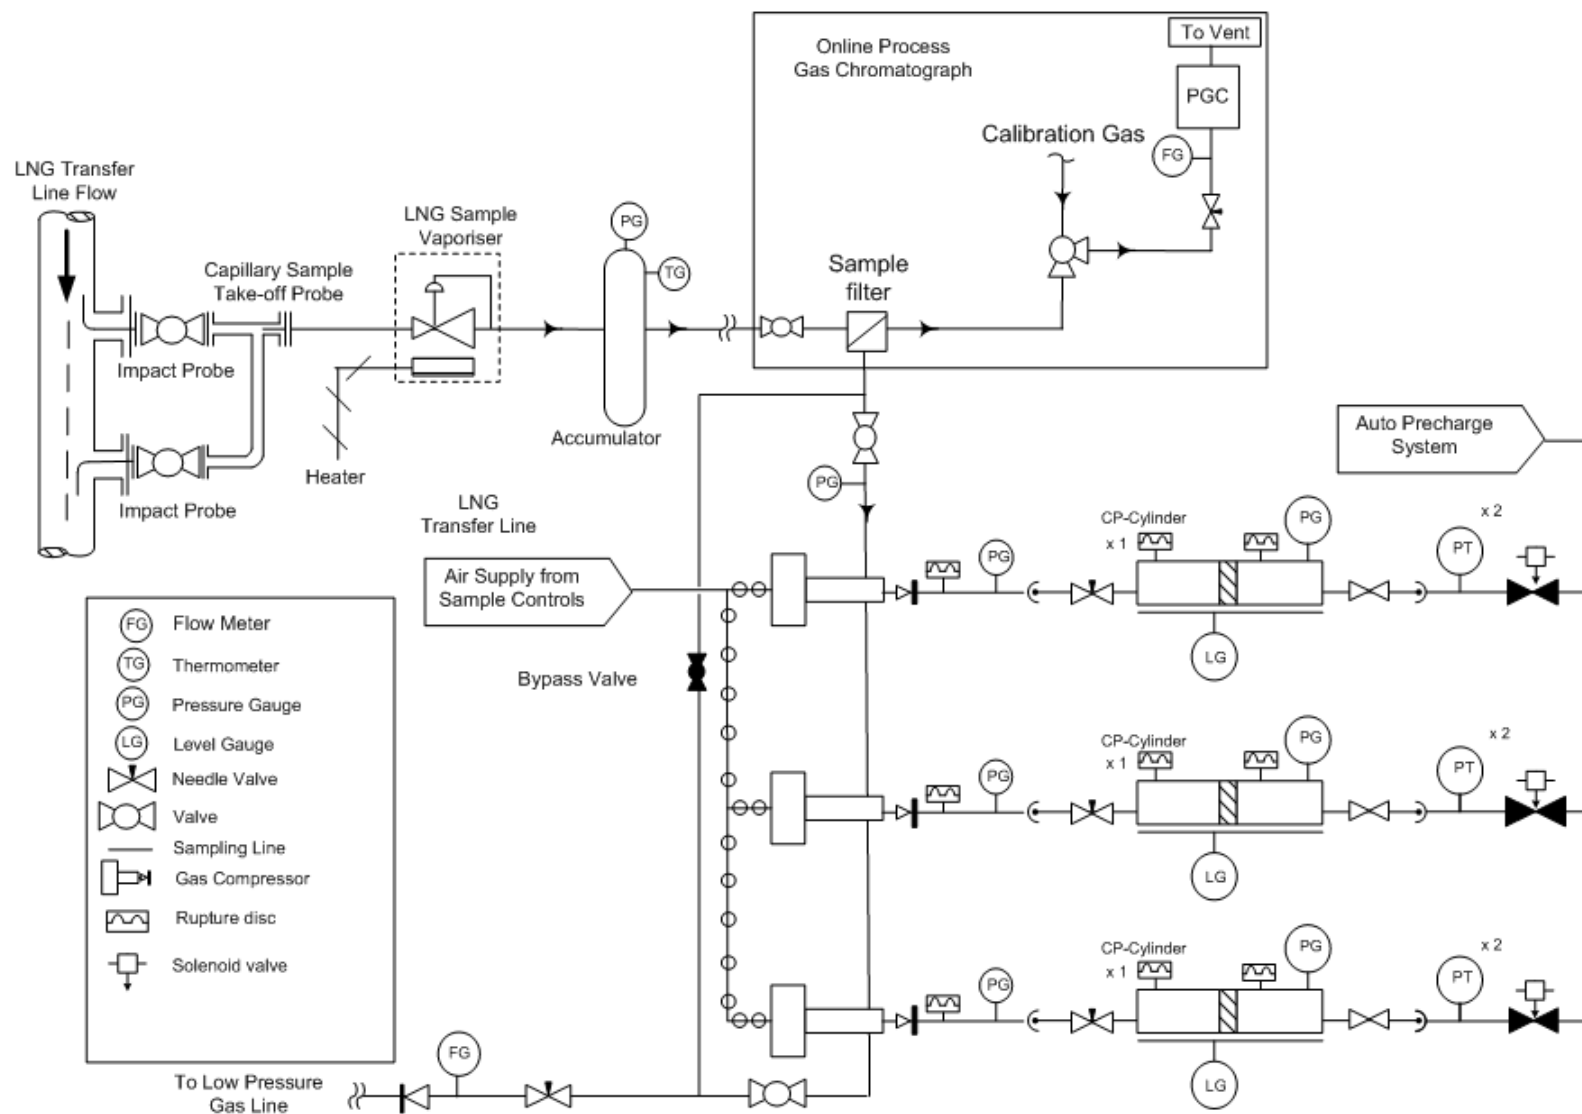 To Vent
Online Process
Gas Chromatograph
PGC
Calibration Gas
FG
LNG Transfer
Line Flow
LNG Sample
Vaporiser
PG
TG
Capillary Sample
Take-off Probe
Sample
filter
Impact Probe
Accumulator
Heater
Impact Probe
Auto Precharge
System
PG
LNG
Transfer Line
Air Supply from
Sample Controls
CP-Cylinder
x 1
PG
PG
x 2
PT
LG
Bypass Valve
CP-Cylinder
x 1
PG
PG
x 2
PT
LG
CP-Cylinder
x 1
PG
PG
x 2
PT
LG
FG Flow Meter
TG Thermometer
PG Pressure Gauge
LG Level Gauge
Needle Valve
Valve
Sampling Line
Gas Compressor
Rupture disc
Solenoid valve
FG
To Low Pressure
Gas Line